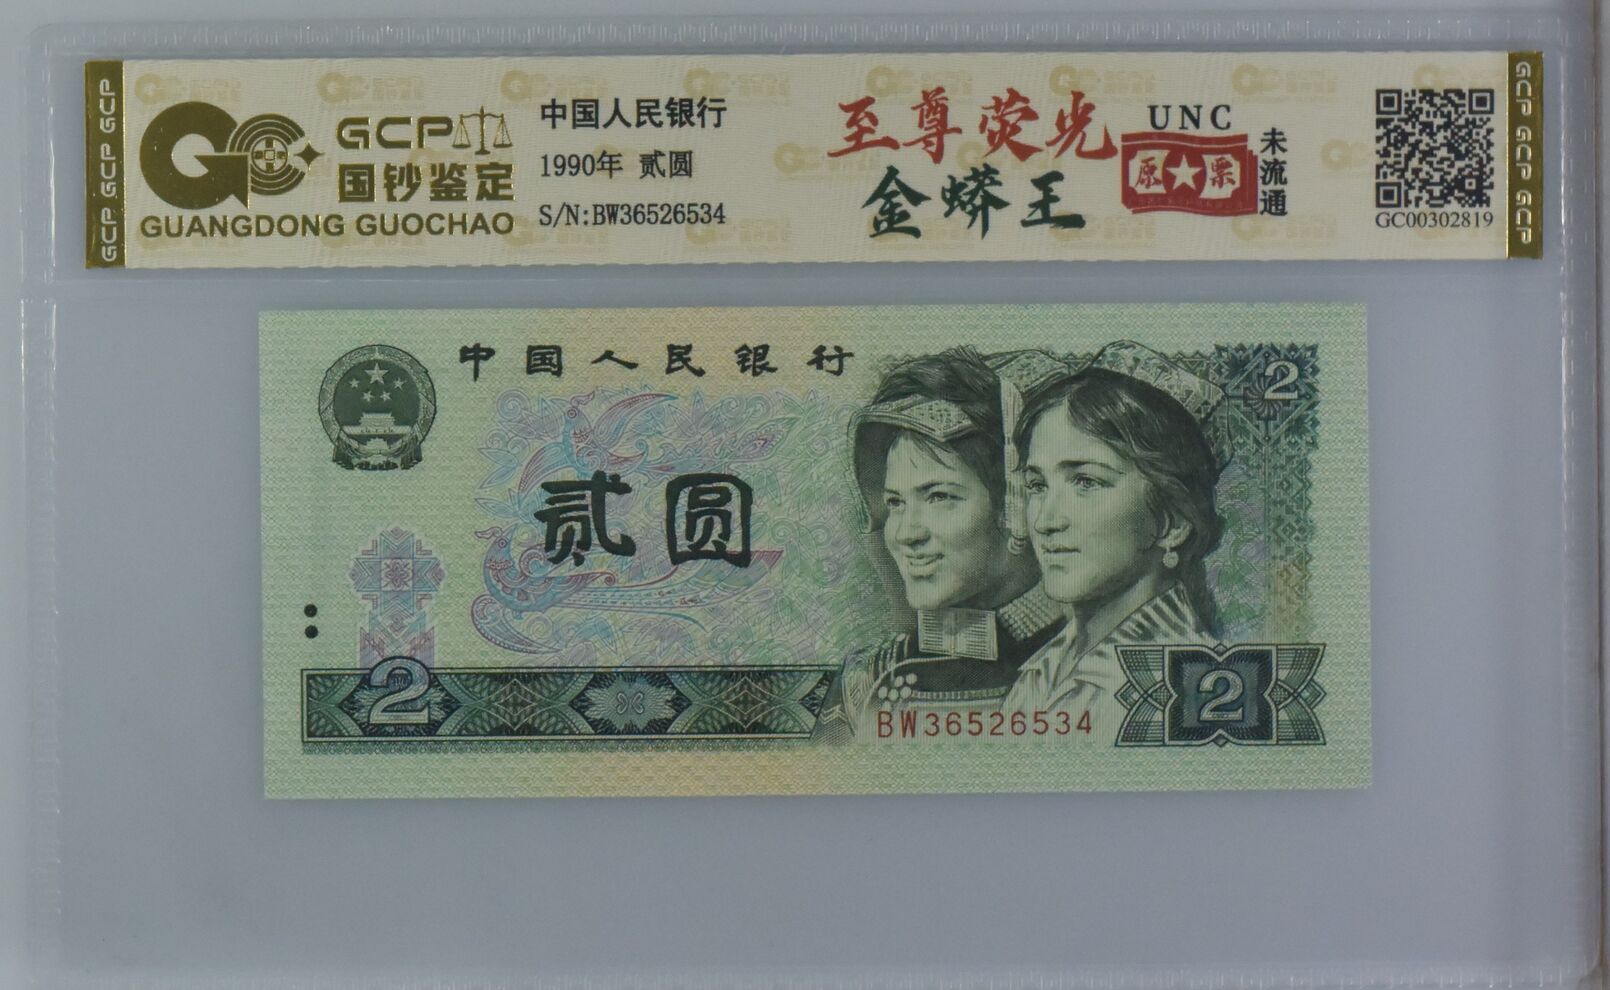 GCP GCP GCP
GCP
国钞鉴定
GUANGDONG GUOCHAO
中国人民银行
1990年 贰圆
S/N:BW36526534
至尊荧光
金蟒王
UNC
原票
未流通
GC00302819
GCP GCP GCP
中国人民银行
2
贰圆
2
BW36526534
2